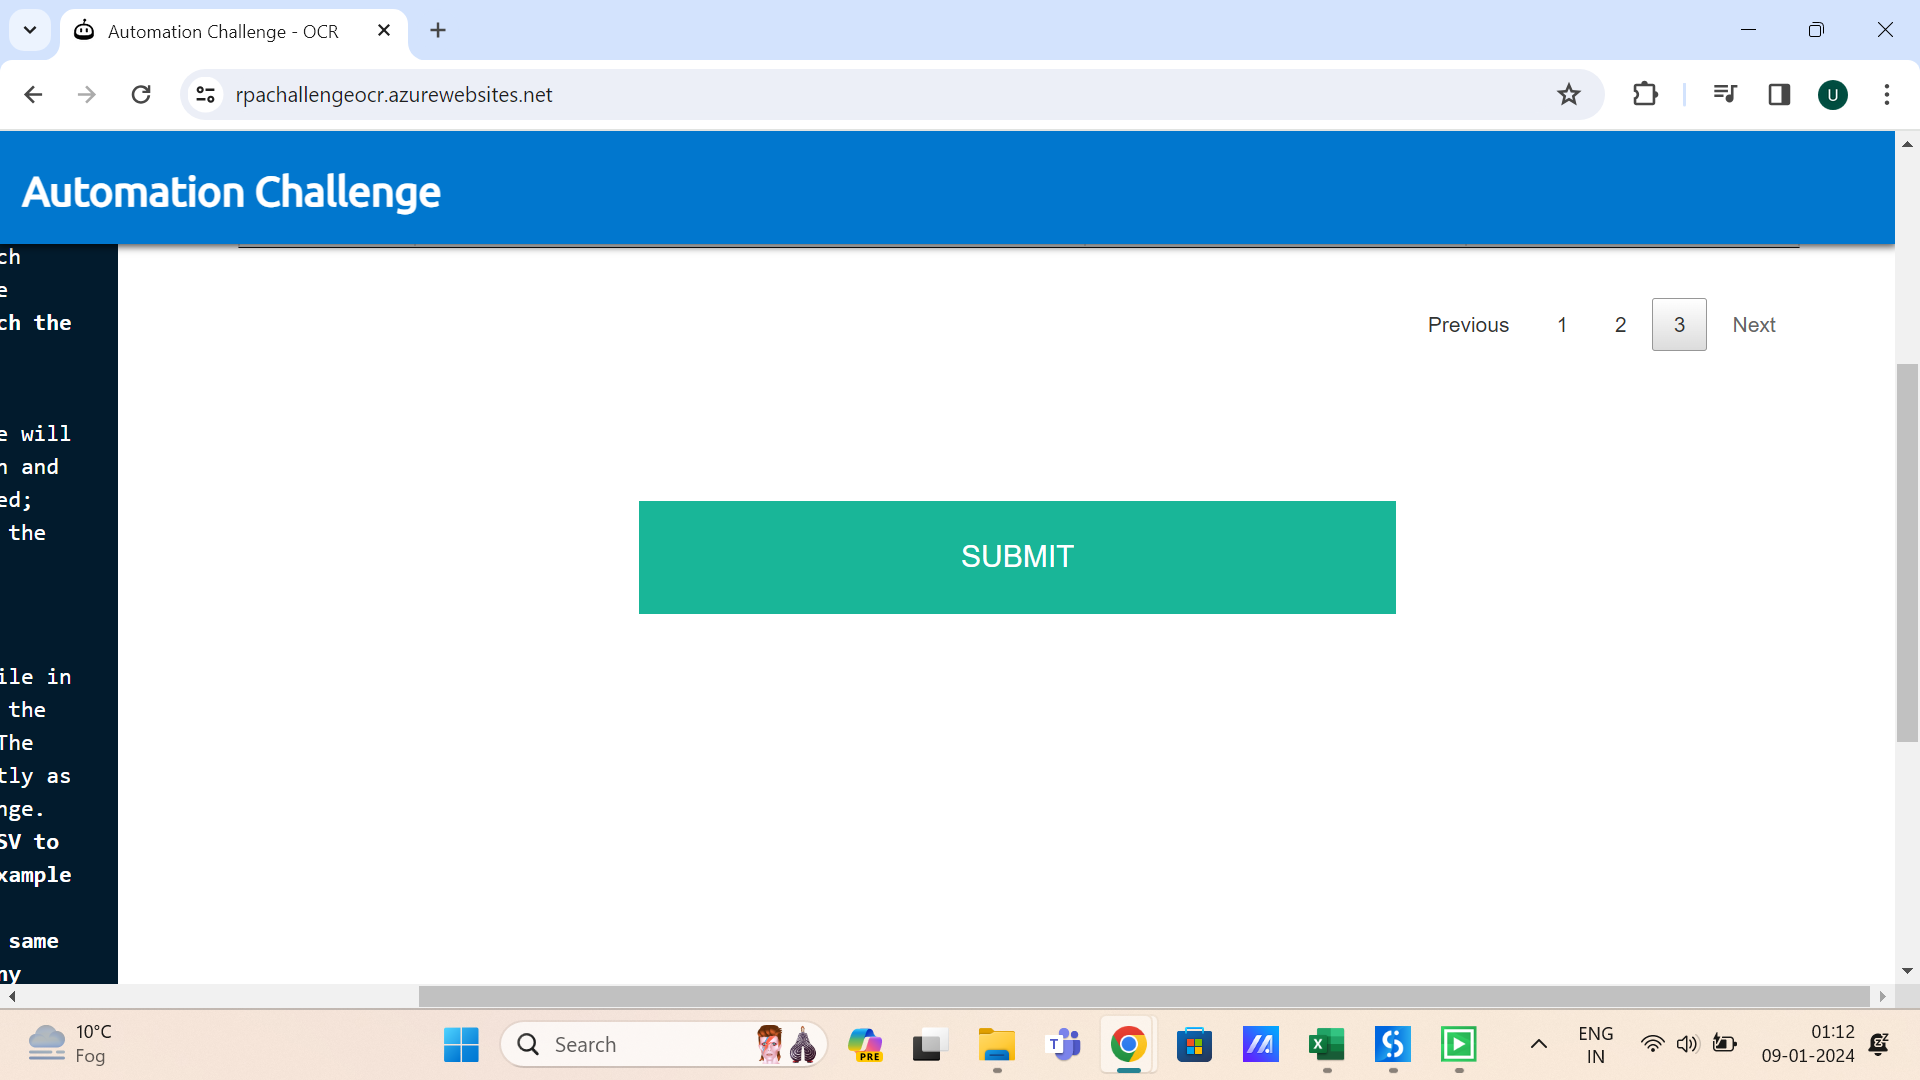 Automation Challenge - OCR
rpachallengeocr.azurewebsites.net
U
Automation Challenge
ch
e
ch the
Previous 1 2 3 Next
e will
n and
ed;
the
SUBMIT
ile in
the
The
tly as
nge.
SV to
xample
same
ny
10°C
Fog
Search
PRE
ENG
IN
01:12
09-01-2024